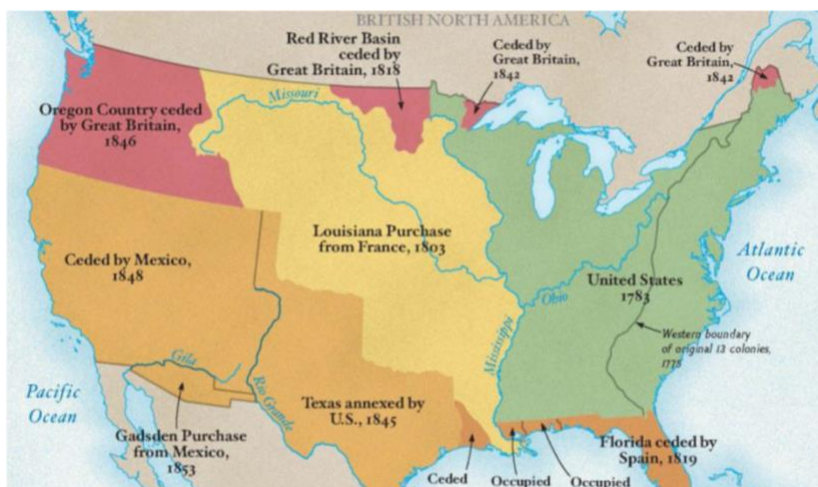 BRITISH NORTH AMERICA
Red River Basin
ceded by
Great Britain, 1818
Ceded by
Great Britain,
1842
Ceded by
Great Britain,
1842
Missouri
Oregon Country ceded
by Great Britain,
1846
Louisiana Purchase
from France, 1803
Ceded by Mexico,
1848
Atlantic
Ocean
United States
1783
Ohio
Mississippi
Western boundary
of original 13 colonies,
1775
Gila
Rio Grande
Pacific
Ocean
Texas annexed by
U.S., 1845
Gadsden Purchase
from Mexico,
1853
Florida ceded by
Spain, 1819
Ceded
Occupied
Occupied